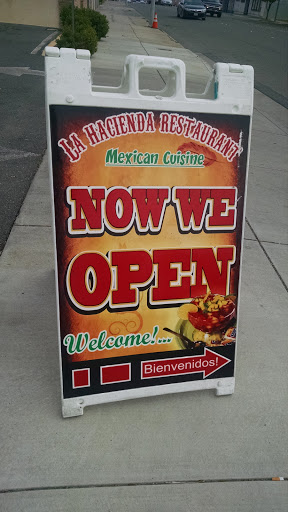 La Hacienda Restaurant
Mexican Cuisine
NOW WE
OPEN
Welcome!...
Bienvenidos!